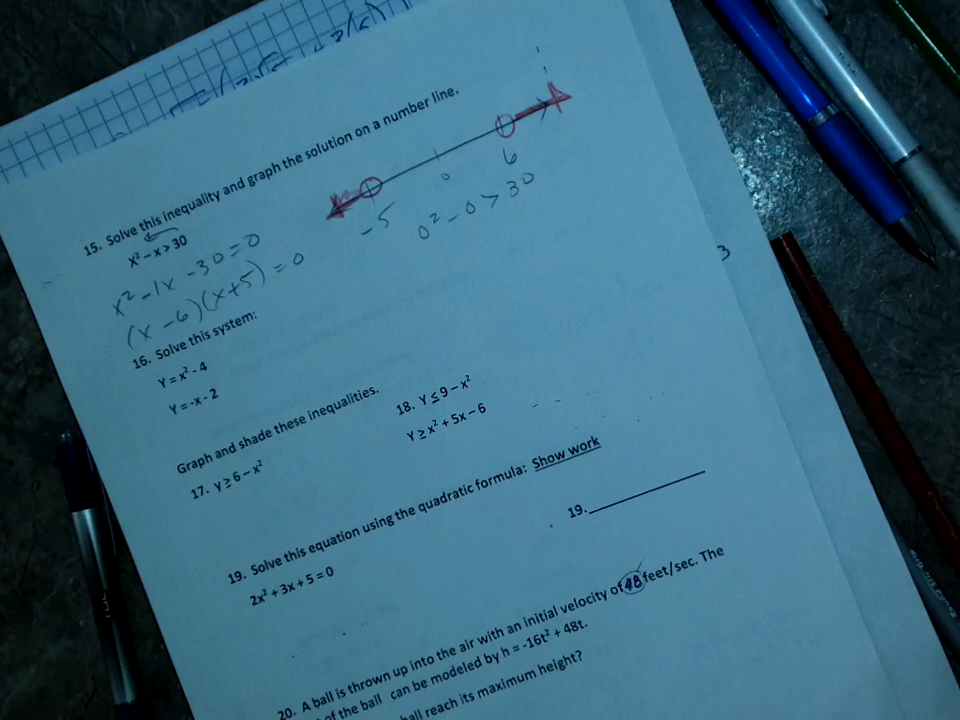 15. Solve this inequality and graph the solution on a number line.
x² – x > 30
x² – 1x – 30 = 0
(x – 6)(x + 5) = 0
– 5
0
6
0² – 0 > 30
16. Solve this system:
Y = x² - 4
Y = -x - 2
Graph and shade these inequalities.
17. Y ≥ 6 – x²
18. Y ≤ 9 – x²
Y ≥ x² + 5x – 6
19. Solve this equation using the quadratic formula: Show work
2x² + 3x + 5 = 0
19.
20. A ball is thrown up into the air with an initial velocity of 48 feet/sec. The
of the ball can be modeled by h = -16t² + 48t.
ball reach its maximum height?
3